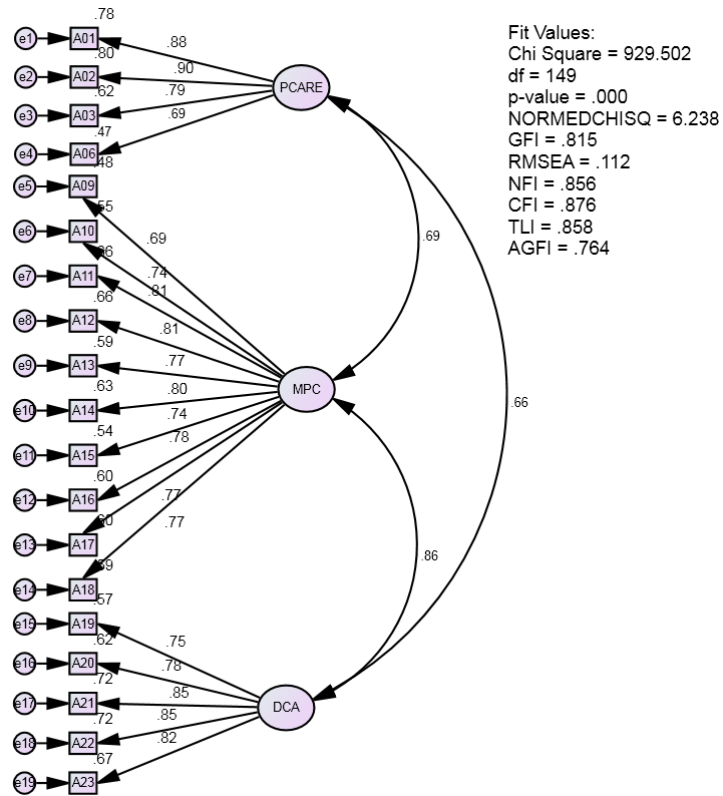 Fit Values:
Chi Square = 929.502
df = 149
p-value = .000
NORMEDCHISQ = 6.238
GFI = .815
RMSEA = .112
NFI = .856
CFI = .876
TLI = .858
AGFI = .764
.78
e1 A01
.88
.80
e2 A02
.90
.62
e3 A03
.79
.47
e4 A06
.69
PCARE
.48
e5 A09
.69
.55
e6 A10
.74
e7 A11
.81
.66
e8 A12
.81
.59
e9 A13
.77
.63
e10 A14
.80
.54
e11 A15
.74
.60
e12 A16
.78
e13 A17
.77
e14 A18
.77
MPC
.57
e15 A19
.75
.62
e16 A20
.78
.72
e17 A21
.85
.72
e18 A22
.85
.67
e19 A23
.82
DCA
.69
.66
.86